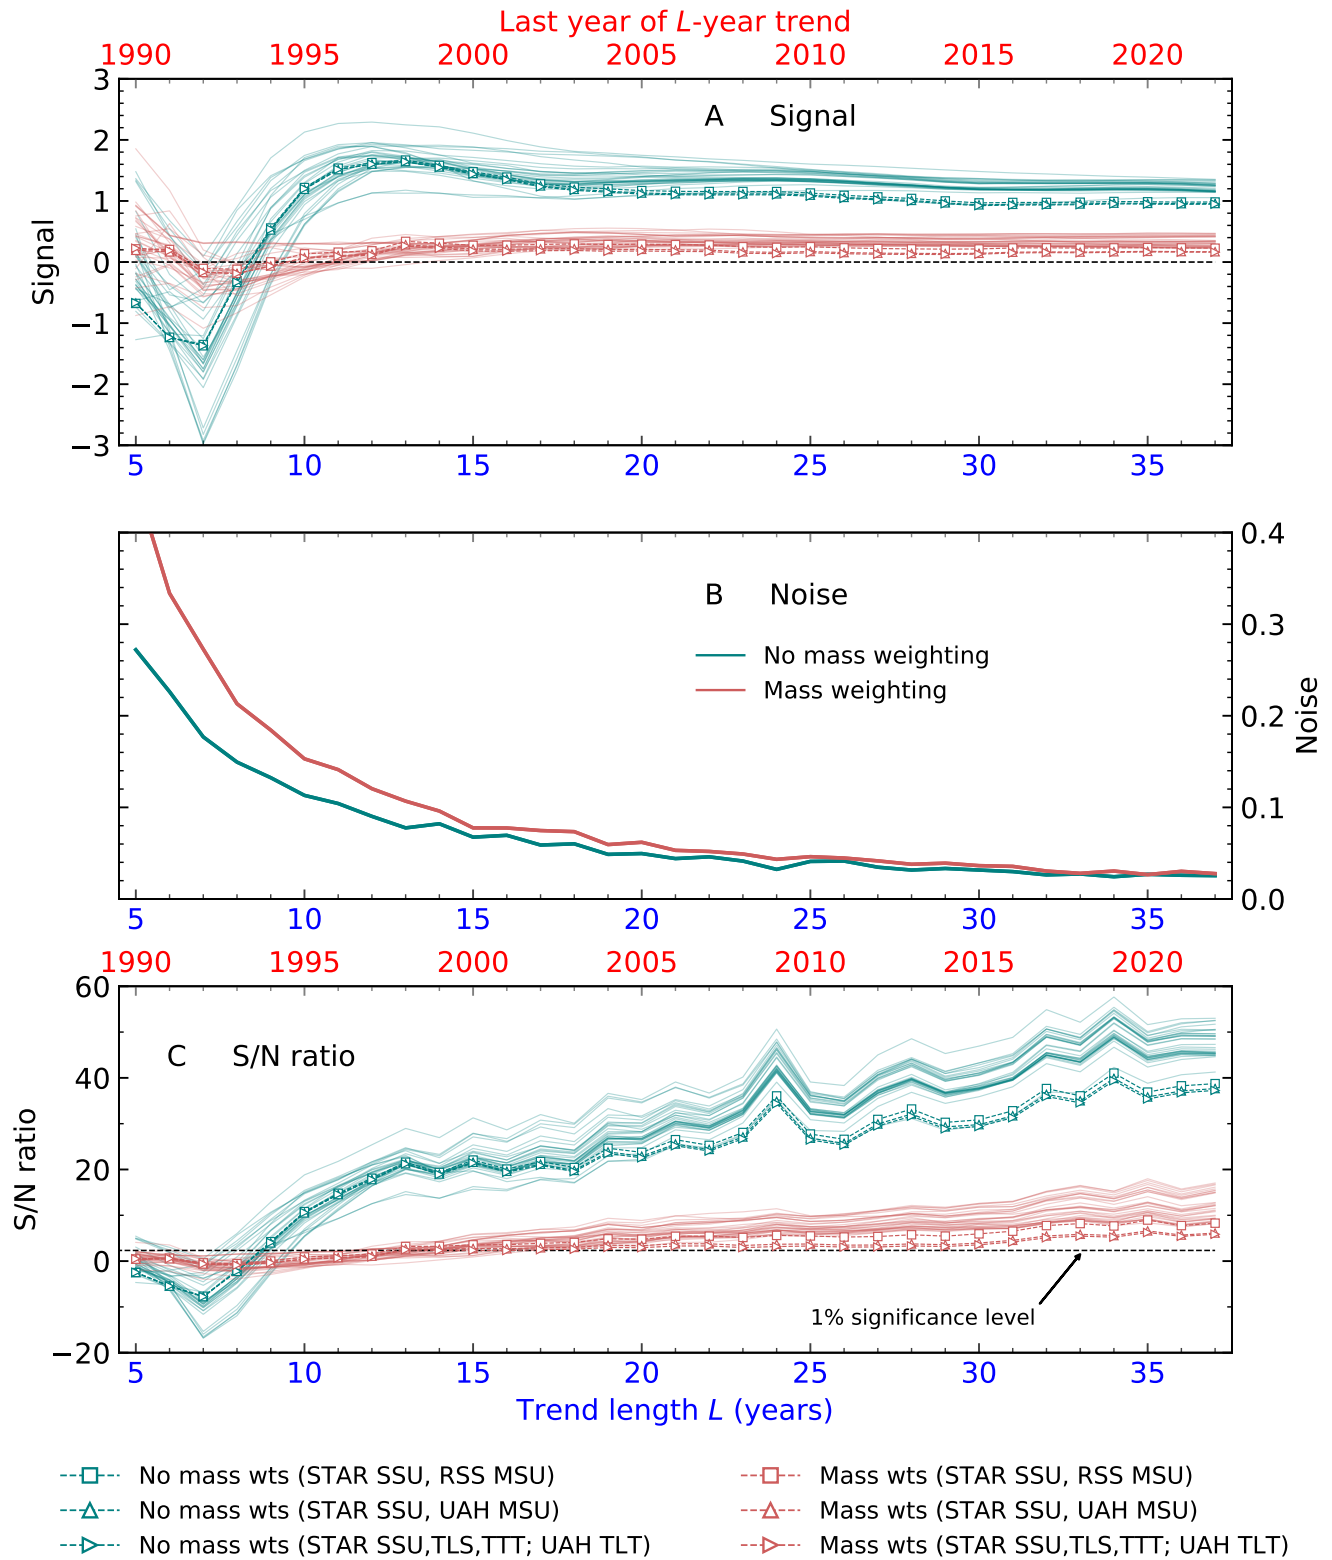 Last year of L-year trend
1990 1995 2000 2005 2010 2015 2020
A Signal
3
2
1
0
−1
−2
−3
Signal
5 10 15 20 25 30 35
B Noise
No mass weighting
Mass weighting
0.4
0.3
0.2
0.1
0.0
Noise
5 10 15 20 25 30 35
1990 1995 2000 2005 2010 2015 2020
C S/N ratio
60
40
20
0
−20
S/N ratio
1% significance level
5 10 15 20 25 30 35
Trend length L (years)
No mass wts (STAR SSU, RSS MSU)
No mass wts (STAR SSU, UAH MSU)
No mass wts (STAR SSU,TLS,TTT; UAH TLT)
Mass wts (STAR SSU, RSS MSU)
Mass wts (STAR SSU, UAH MSU)
Mass wts (STAR SSU,TLS,TTT; UAH TLT)